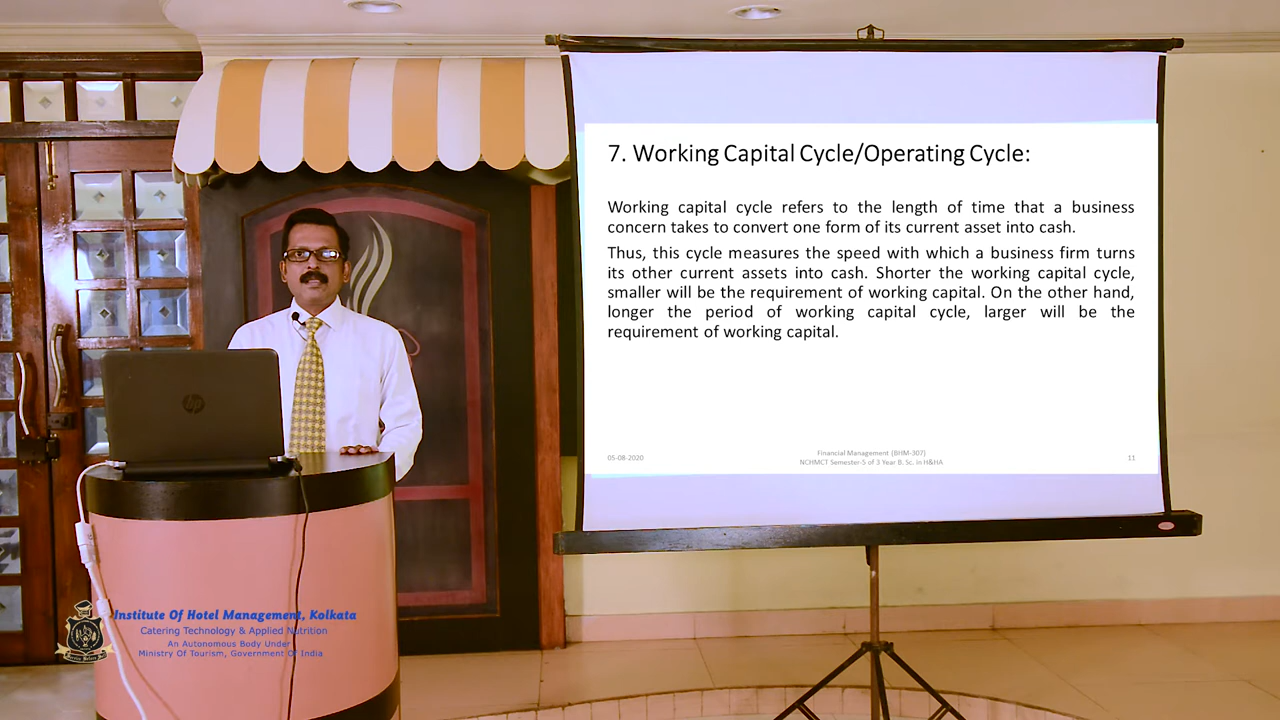 7. Working Capital Cycle/Operating Cycle:
Working capital cycle refers to the length of time that a business
concern takes to convert one form of its current asset into cash.
Thus, this cycle measures the speed with which a business firm turns
its other current assets into cash. Shorter the working capital cycle,
smaller will be the requirement of working capital. On the other hand,
longer the period of working capital cycle, larger will be the
requirement of working capital.
05-08-2020
Financial Management (BHM-307)
NCHMCT Semester-5 of 3 Year B. Sc. in H&HA
11
hp
Institute Of Hotel Management, Kolkata
Catering Technology & Applied Nutrition
An Autonomous Body Under
Ministry Of Tourism, Government Of India